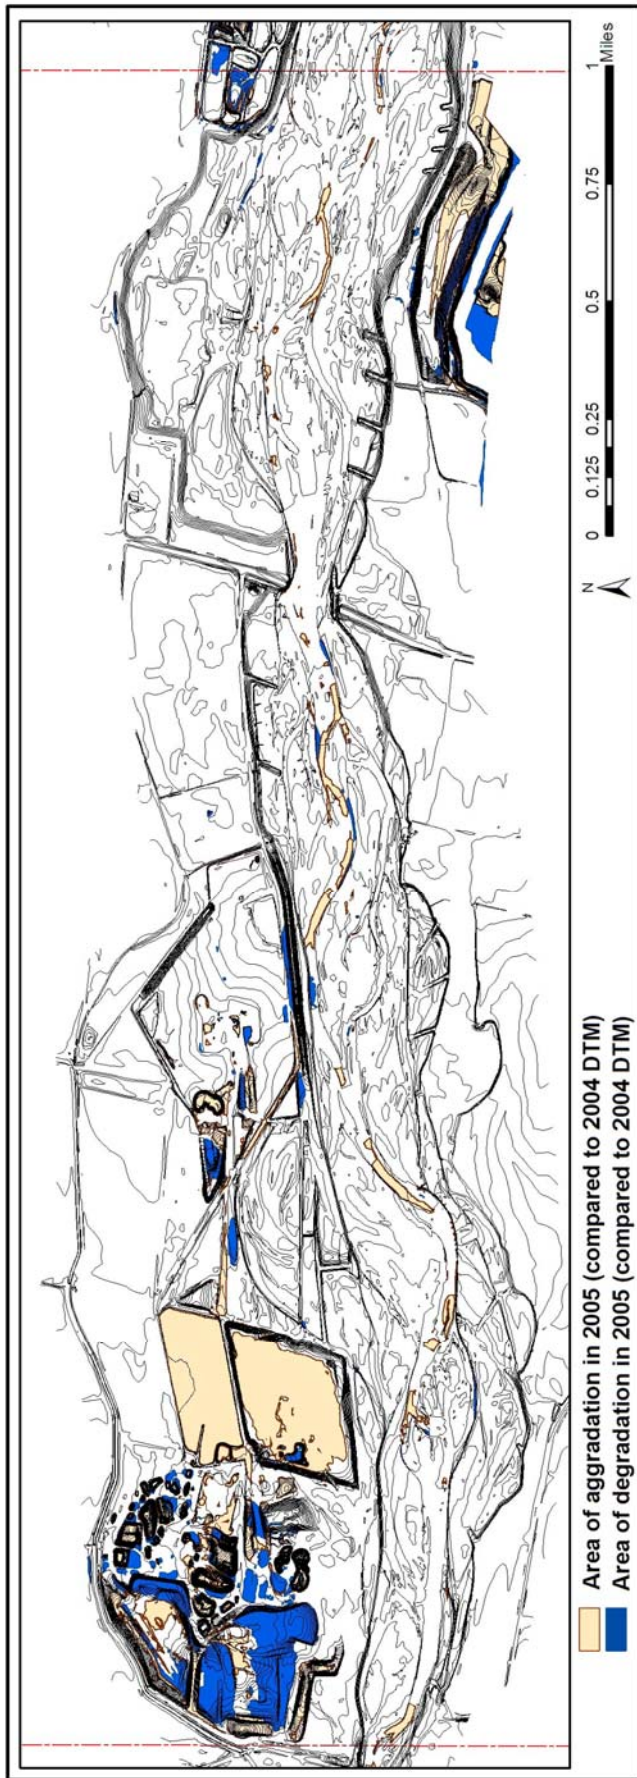 Area of aggradation in 2005 (compared to 2004 DTM)
Area of degradation in 2005 (compared to 2004 DTM)
N
0 0.125 0.25 0.5 0.75 1
Miles